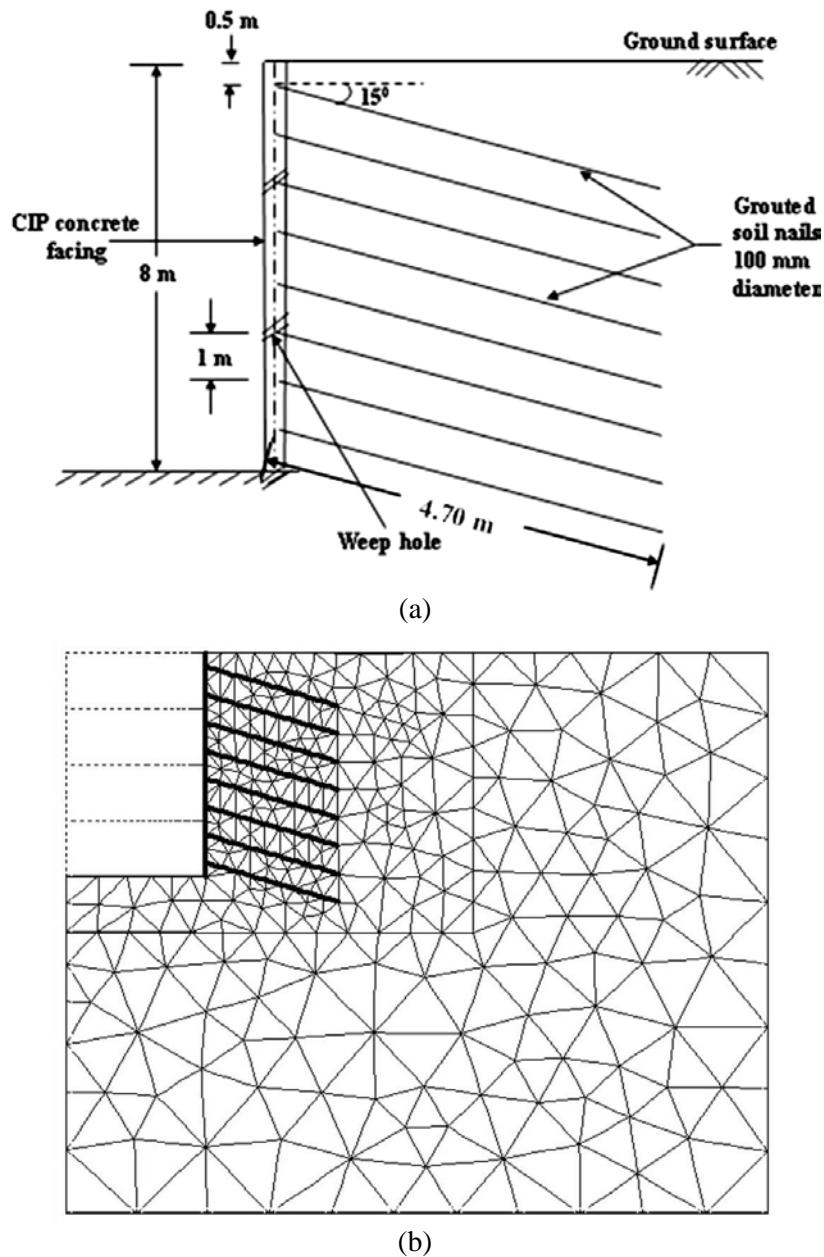 0.5 m
Ground surface
15⁰
CIP concrete
facing
8 m
Grouted
soil nails
100 mm
diameter
1 m
4.70 m
Weep hole
(a)
(b)